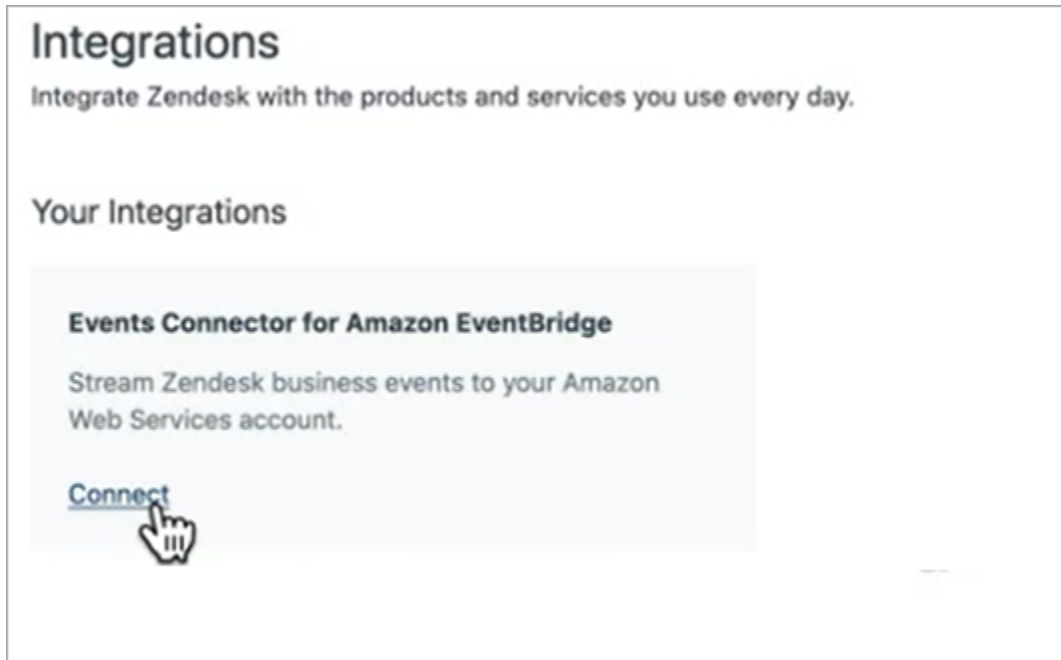 Integrations
Integrate Zendesk with the products and services you use every day.
Your Integrations
Events Connector for Amazon EventBridge
Stream Zendesk business events to your Amazon
Web Services account.
Connect